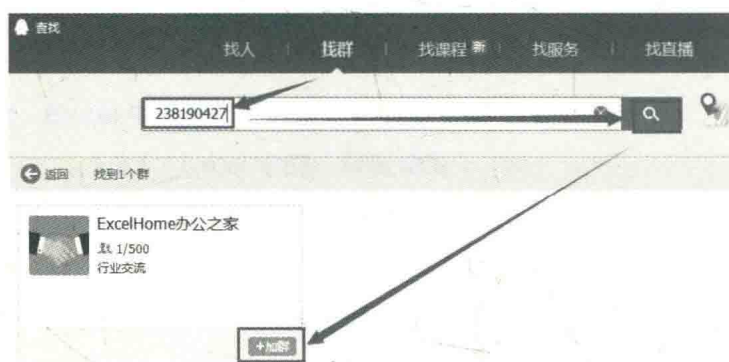 查找
找人 找群 找课程 新 找服务 找直播
238190427
返回 找到1个群
ExcelHome办公之家
1/500
行业交流
+加群